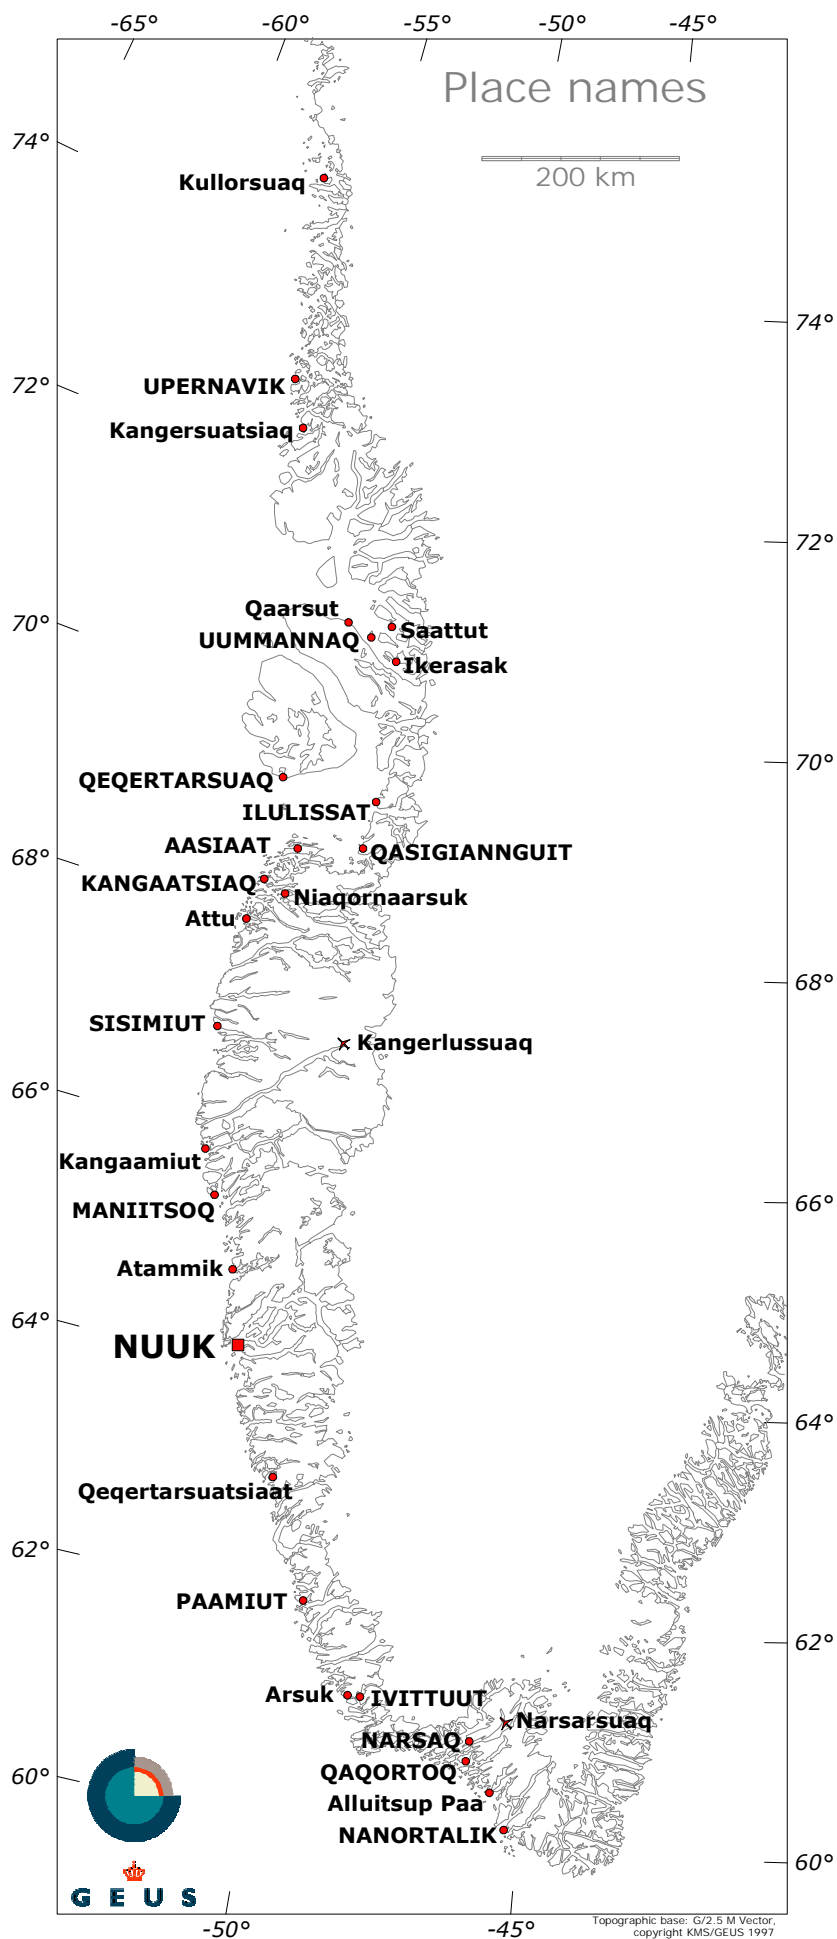 -65° -60° -55° -50° -45°
Place names
74°
200 km
Kullorsuaq
74°
72°
UPERNAVIK
Kangersuatsiaq
72°
Qaarsut
70°
Saattut
UUMMANNAQ
Ikerasak
70°
QEQERTARSUAQ
ILULISSAT
AASIAAT
QASIGIANNGUIT
68°
KANGAATSIAQ
Niaqornaarsuk
Attu
68°
SISIMIUT
Kangerlussuaq
66°
Kangaamiut
66°
MANIITSOQ
Atammik
64°
NUUK
64°
Qeqertarsuatsiaat
62°
PAAMIUT
62°
Arsuk
IVITTUUT
Narsarsuaq
NARSAQ
QAQORTOQ
60°
Alluitsup Paa
NANORTALIK
60°
GEUS
-50° -45°
Topographic base: G/2.5 M Vector,
copyright KMS/GEUS 1997